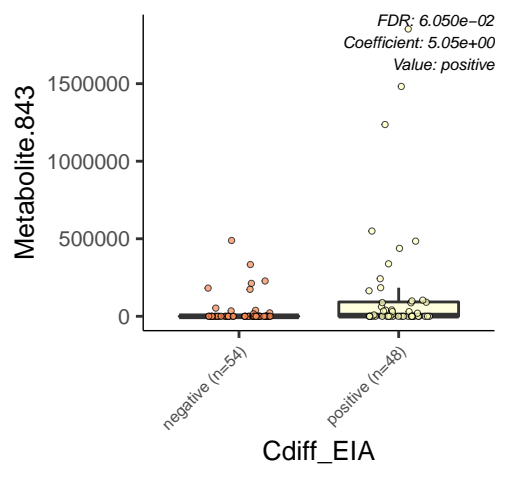 FDR: 6.050e−02
Coefficient: 5.05e+00
Value: positive
Metabolite.843
1500000
1000000
500000
0
negative (n=54)
positive (n=48)
Cdiff_EIA